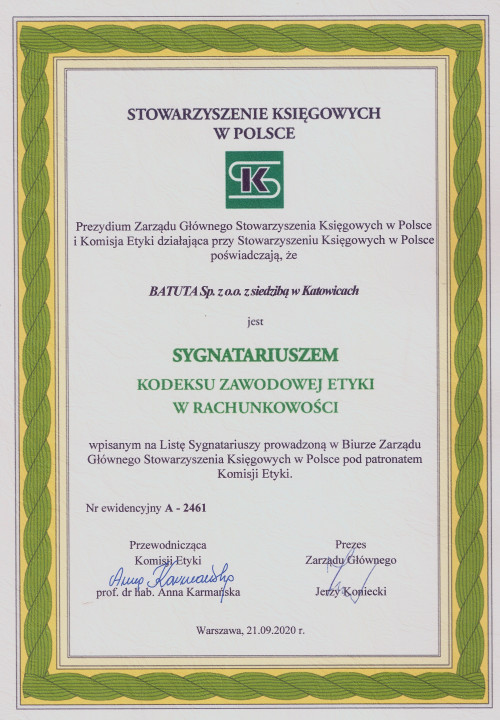 STOWARZYSZENIE KSIĘGOWYCH
W POLSCE
SK
Prezydium Zarządu Głównego Stowarzyszenia Księgowych w Polsce
i Komisja Etyki działająca przy Stowarzyszeniu Księgowych w Polsce
poświadczają, że
BATUTA Sp. z o.o. z siedzibą w Katowicach
jest
SYGNATARIUSZEM
KODEKSU ZAWODOWEJ ETYKI
W RACHUNKOWOŚCI
wpisanym na Listę Sygnatariuszy prowadzoną w Biurze Zarządu
Głównego Stowarzyszenia Księgowych w Polsce pod patronatem
Komisji Etyki.
Nr ewidencyjny A - 2461
Przewodnicząca Prezes
Komisji Etyki Zarządu Głównego
Anna Karmańska
prof. dr hab. Anna Karmańska Jerzy Koniecki
Warszawa, 21.09.2020 r.